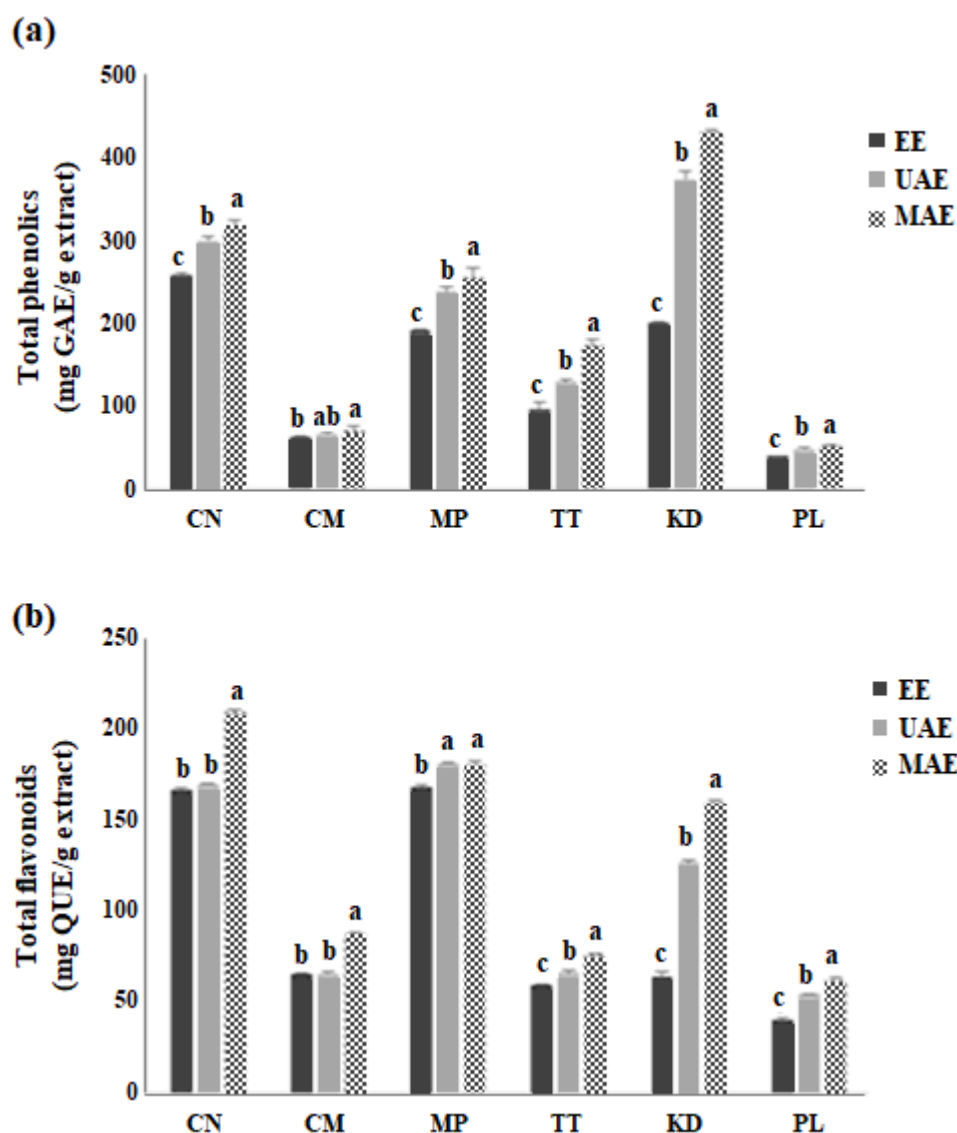 (a)
Total phenolics
(mg GAE/g extract)
500
400
300
200
100
0
c b a
b ab a
c b a
c b a
c b a
c b a
CN CM MP TT KD PL
EE
UAE
MAE
(b)
Total flavonoids
(mg QUE/g extract)
250
200
150
100
50
0
b b a
b b a
b a a
c b a
c b a
c b a
CN CM MP TT KD PL
EE
UAE
MAE